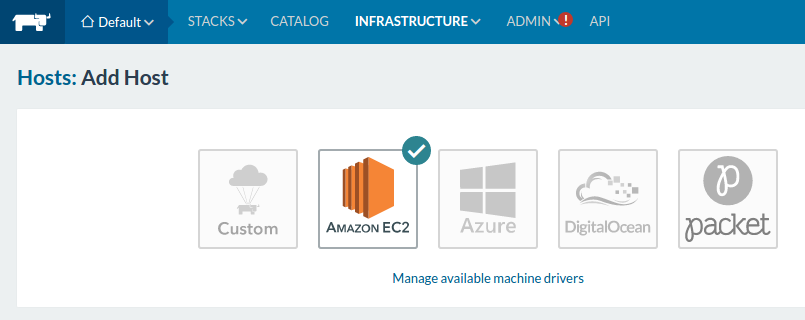 Default STACKS CATALOG INFRASTRUCTURE ADMIN ! API
Hosts: Add Host
Custom AMAZON EC2 Azure DigitalOcean packet
Manage available machine drivers